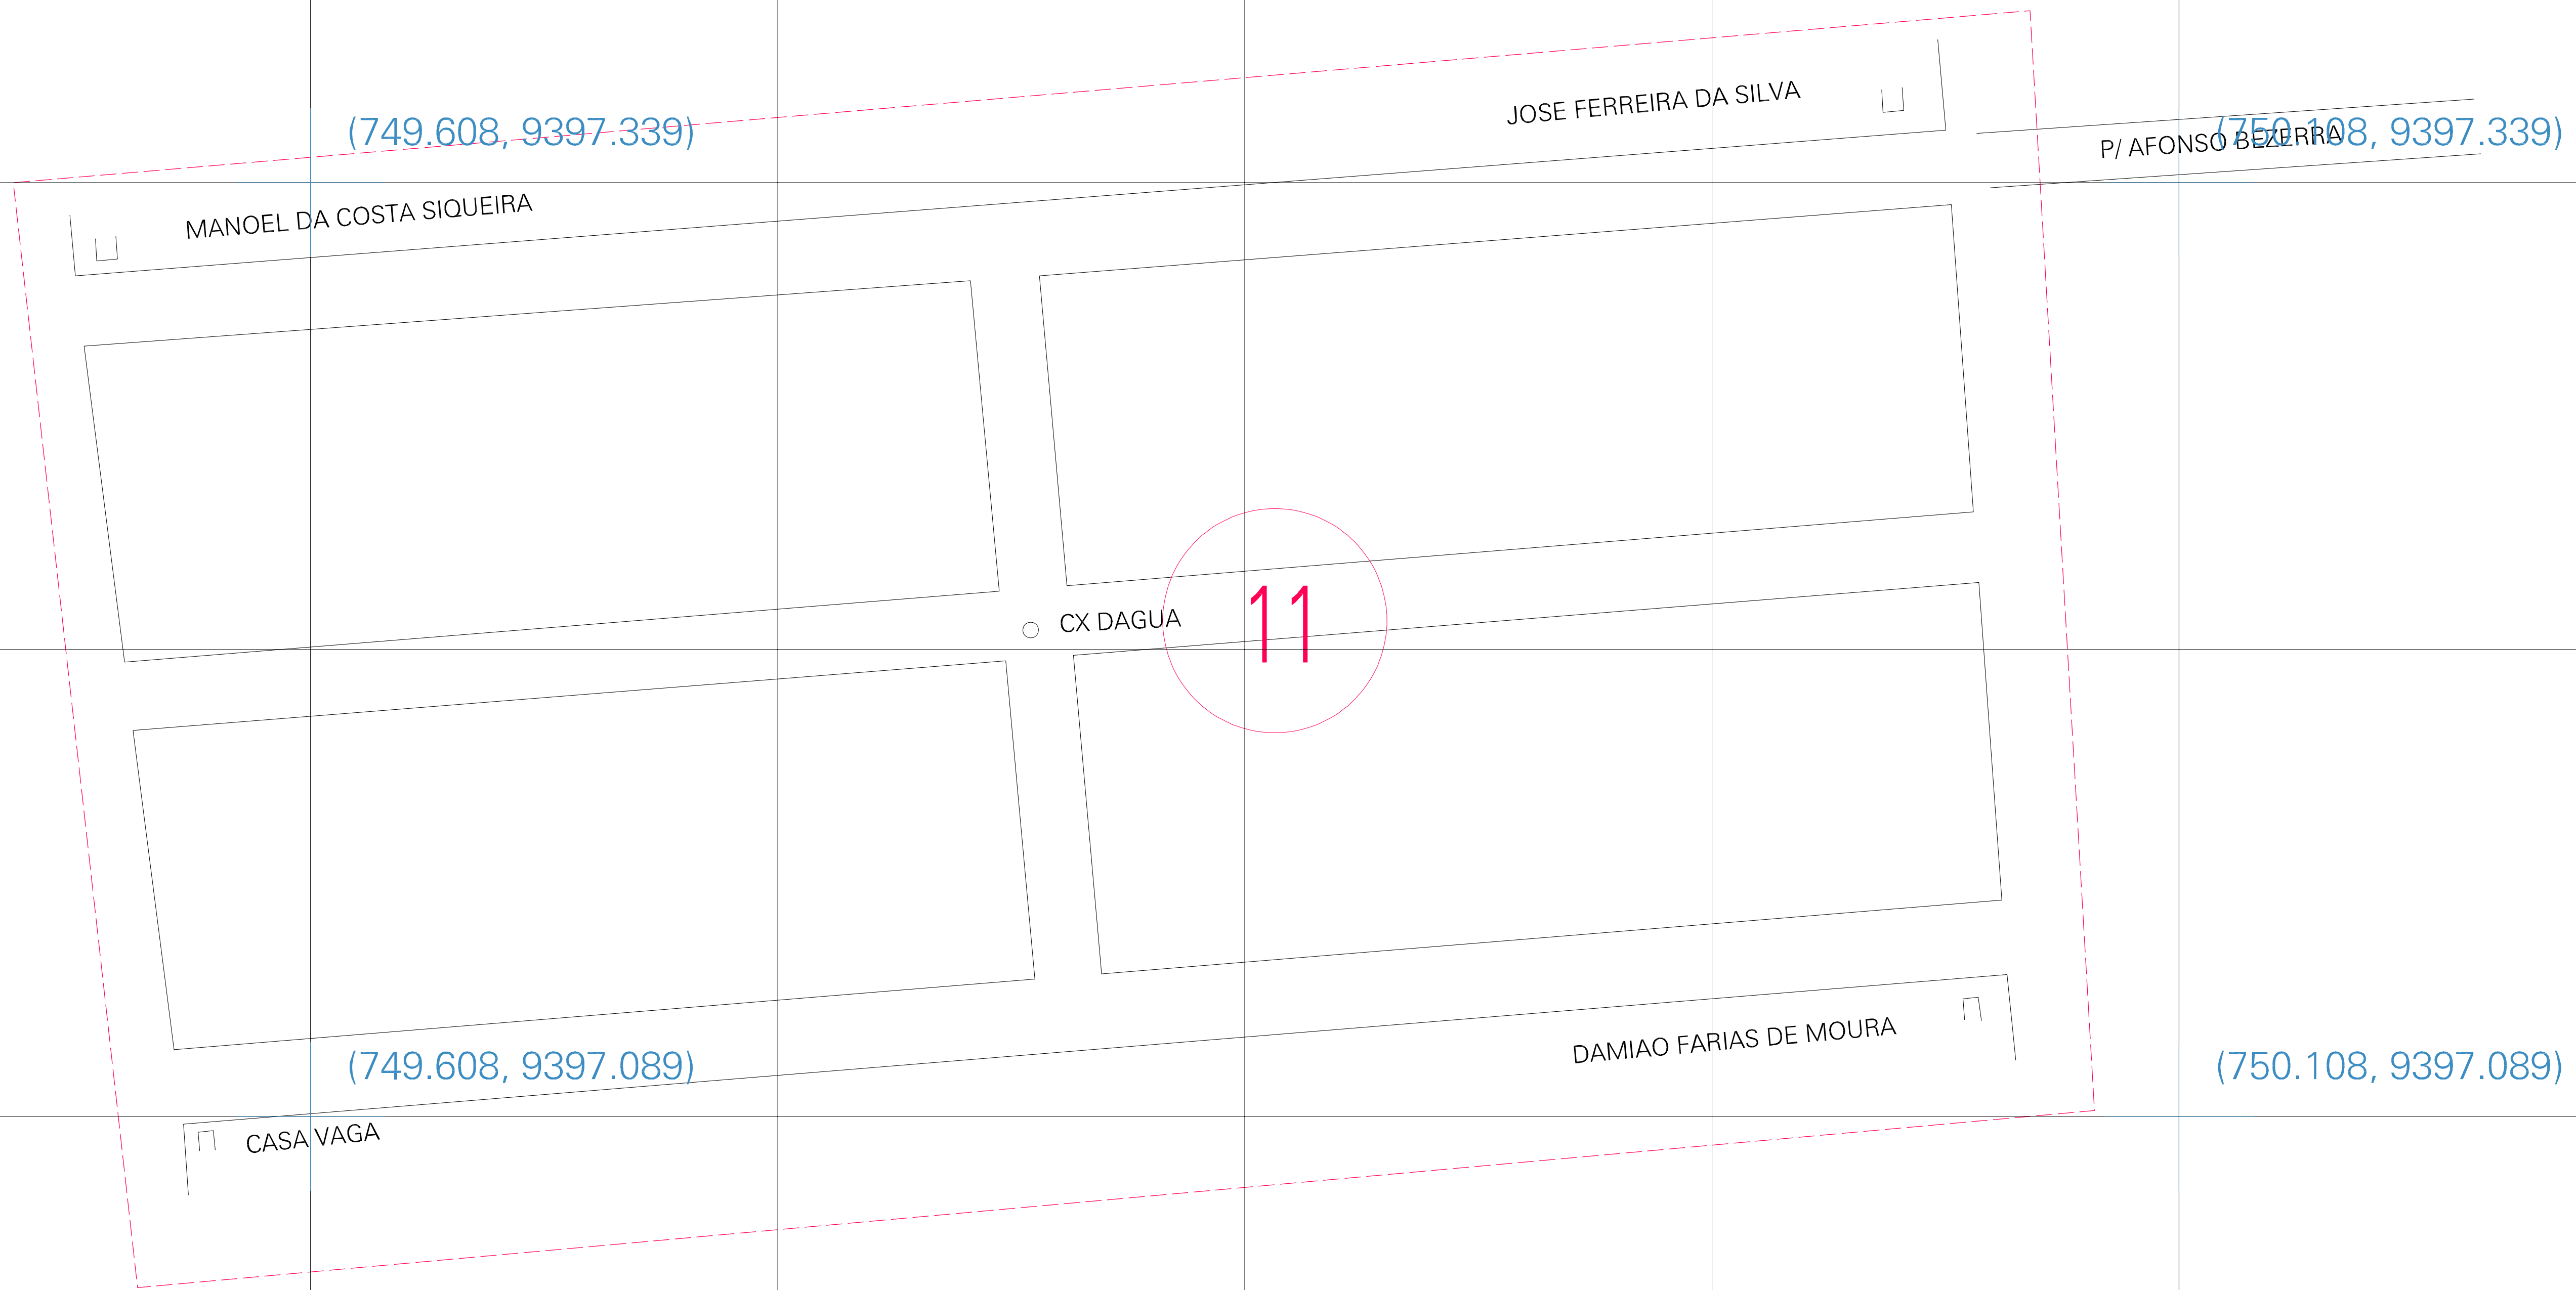 JOSE FERREIRA DA SILVA
(749.608, 9397.339)
(750.108, 9397.339)
P/ AFONSO BEZERRA
MANOEL DA COSTA SIQUEIRA
CX DAGUA
11
DAMIAO FARIAS DE MOURA
(749.608, 9397.089)
(750.108, 9397.089)
CASA VAGA